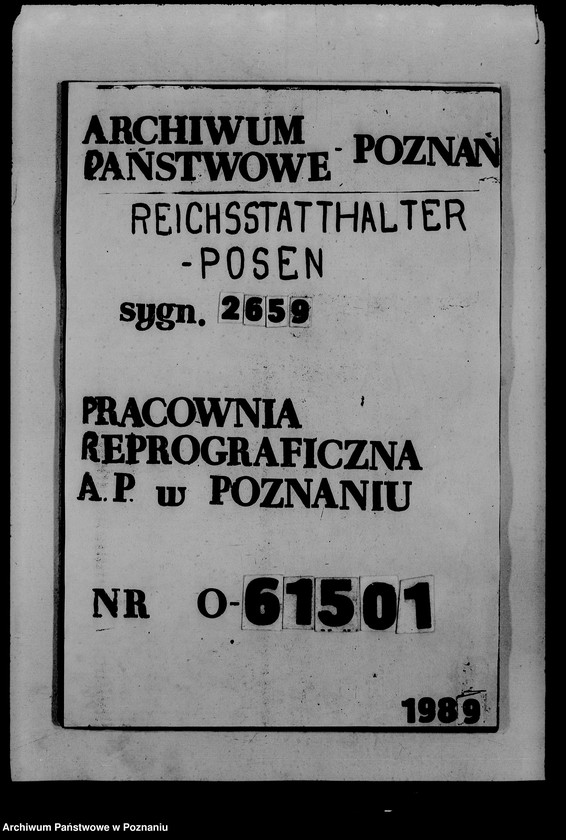 ARCHIWUM
PAŃSTWOWE - POZNAŃ
REICHSSTATTHALTER
-POSEN
sygn. 2659
PRACOWNIA
REPROGRAFICZNA
A.P. w POZNANIU
NR O-61501
1989
Archiwum Państwowe w Poznaniu